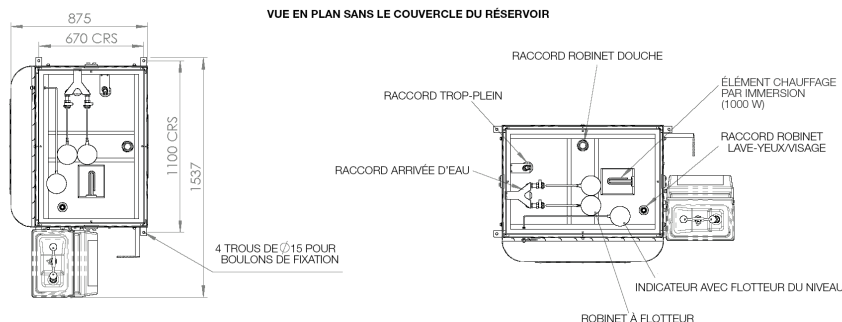 VUE EN PLAN SANS LE COUVERCLE DU RÉSERVOIR
875
670 CRS
1100 CRS
1537
4 TROUS DE ∅15 POUR
BOULONS DE FIXATION
RACCORD ROBINET DOUCHE
RACCORD TROP-PLEIN
ÉLÉMENT CHAUFFAGE
PAR IMMERSION
(1000 W)
RACCORD ROBINET
LAVE-YEUX/VISAGE
RACCORD ARRIVÉE D'EAU
INDICATEUR AVEC FLOTTEUR DU NIVEAU
ROBINET À FLOTTEUR